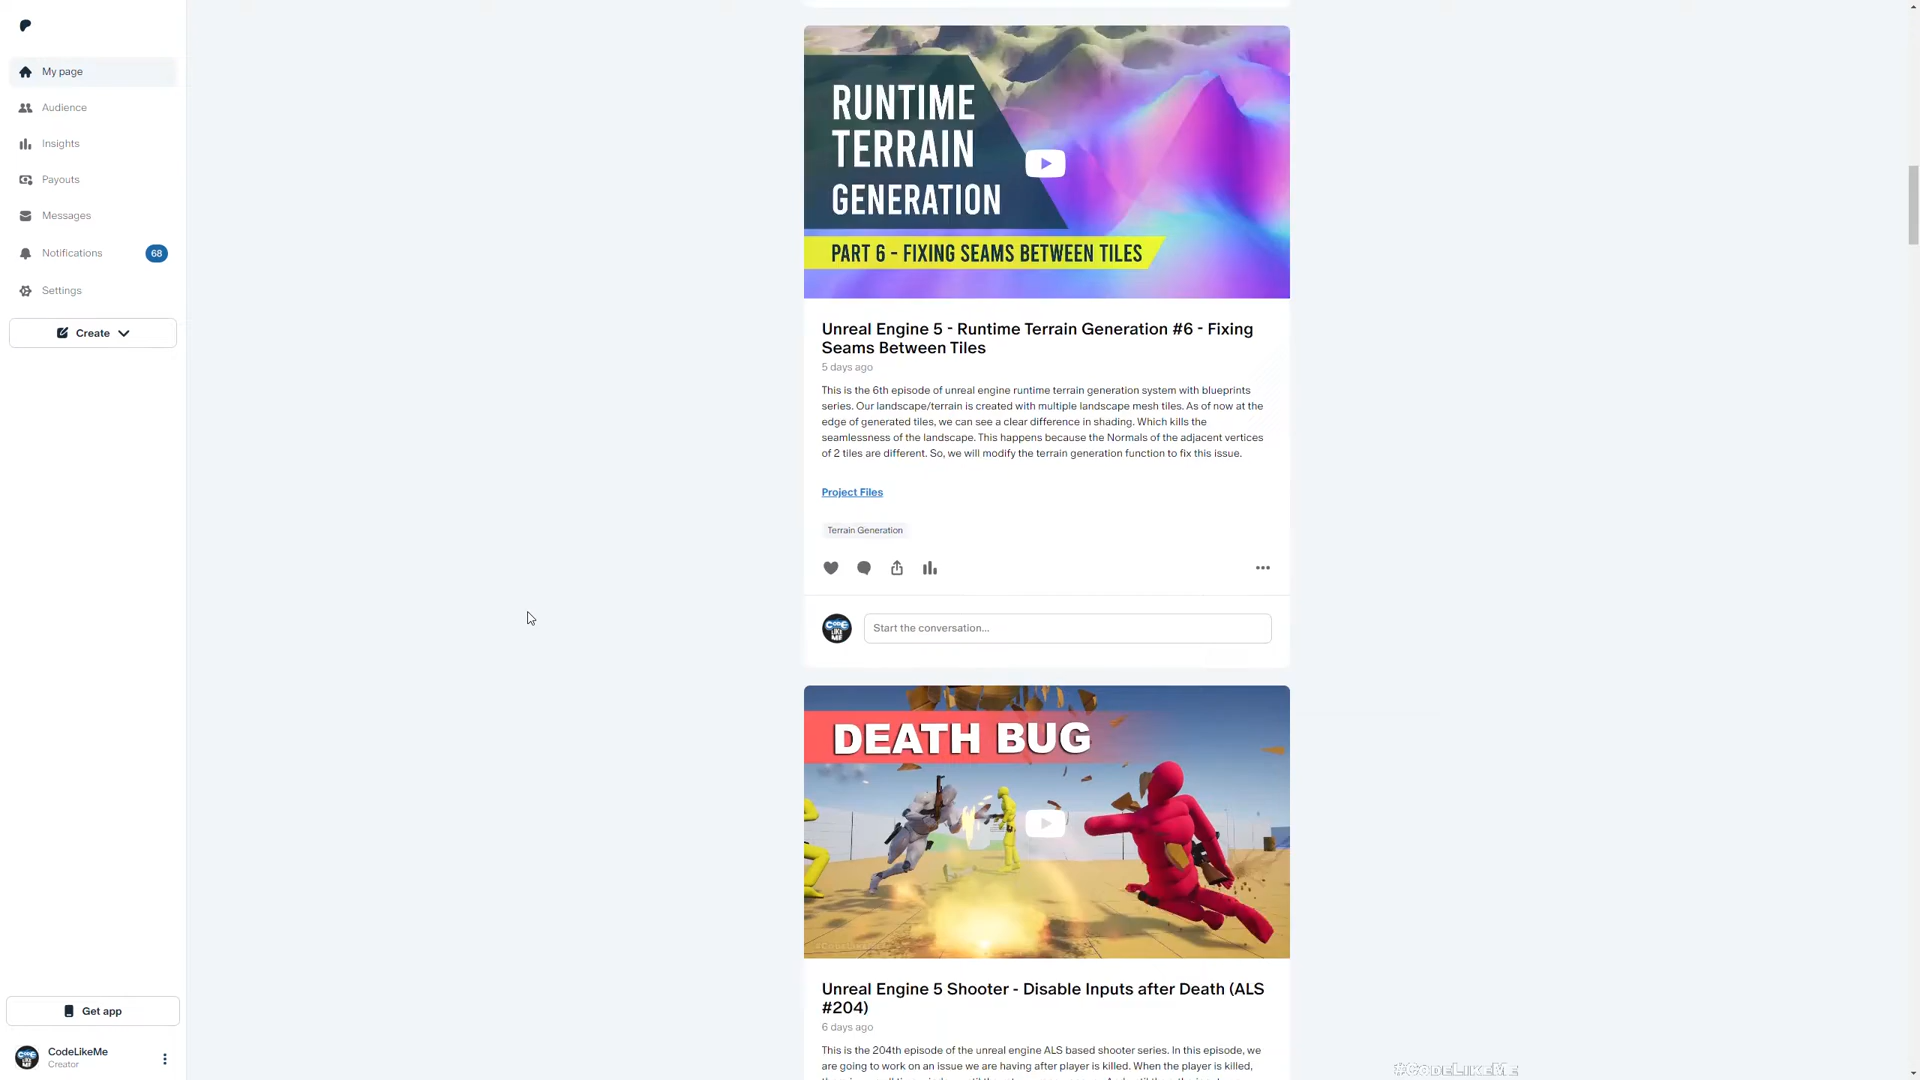 My page
Audience
Insights
Payouts
Messages
Notifications
68
Settings
Create
RUNTIME
TERRAIN
GENERATION
PART 6 - FIXING SEAMS BETWEEN TILES
Unreal Engine 5 - Runtime Terrain Generation #6 - Fixing
Seams Between Tiles
5 days ago
This is the 6th episode of unreal engine runtime terrain generation system with blueprints
series. Our landscape/terrain is created with multiple landscape mesh tiles. As of now at the
edge of generated tiles, we can see a clear difference in shading. Which kills the
seamlessness of the landscape. This happens because the Normals of the adjacent vertices
of 2 tiles are different. So, we will modify the terrain generation function to fix this issue.
Project Files
Terrain Generation
CODE
LIKE
ME
Start the conversation...
DEATH BUG
Unreal Engine 5 Shooter - Disable Inputs after Death (ALS
#204)
6 days ago
This is the 204th episode of the unreal engine ALS based shooter series. In this episode, we
are going to work on an issue we are having after player is killed. When the player is killed,
Get app
CodeLikeMe
Creator
#CODELIKEME